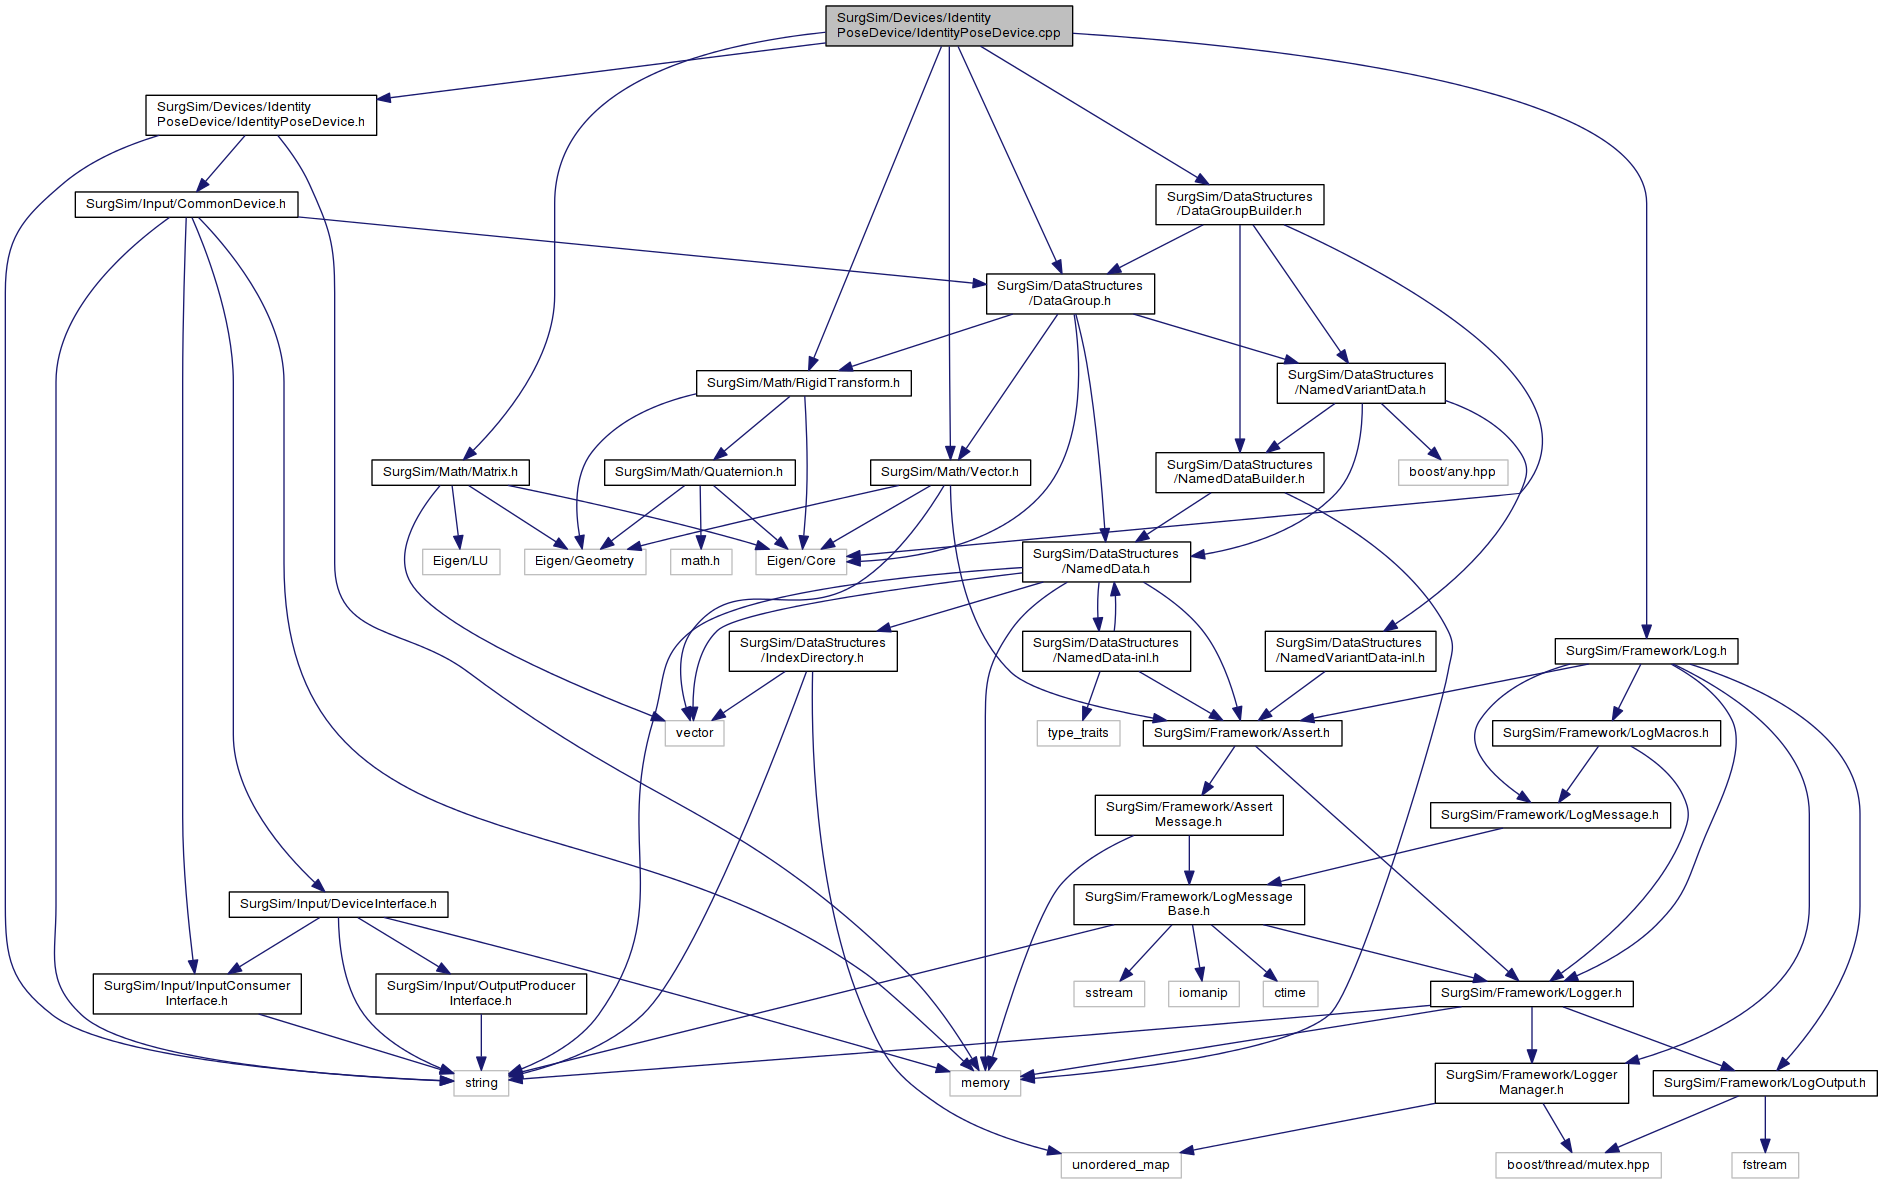 SurgSim/Devices/Identity
PoseDevice/IdentityPoseDevice.cpp
SurgSim/Devices/Identity
PoseDevice/IdentityPoseDevice.h
SurgSim/Input/CommonDevice.h
SurgSim/DataStructures
/DataGroupBuilder.h
SurgSim/DataStructures
/DataGroup.h
SurgSim/Math/RigidTransform.h
SurgSim/DataStructures
/NamedVariantData.h
SurgSim/Math/Matrix.h
SurgSim/Math/Quaternion.h
SurgSim/Math/Vector.h
SurgSim/DataStructures
/NamedDataBuilder.h
boost/any.hpp
Eigen/LU
Eigen/Geometry
math.h
Eigen/Core
SurgSim/DataStructures
/NamedData.h
SurgSim/DataStructures
/IndexDirectory.h
SurgSim/DataStructures
/NamedData-inl.h
SurgSim/DataStructures
/NamedVariantData-inl.h
SurgSim/Framework/Log.h
vector
type_traits
SurgSim/Framework/Assert.h
SurgSim/Framework/LogMacros.h
SurgSim/Framework/Assert
Message.h
SurgSim/Framework/LogMessage.h
SurgSim/Input/DeviceInterface.h
SurgSim/Framework/LogMessage
Base.h
SurgSim/Input/InputConsumer
Interface.h
SurgSim/Input/OutputProducer
Interface.h
sstream
iomanip
ctime
SurgSim/Framework/Logger.h
string
memory
SurgSim/Framework/Logger
Manager.h
SurgSim/Framework/LogOutput.h
unordered_map
boost/thread/mutex.hpp
fstream